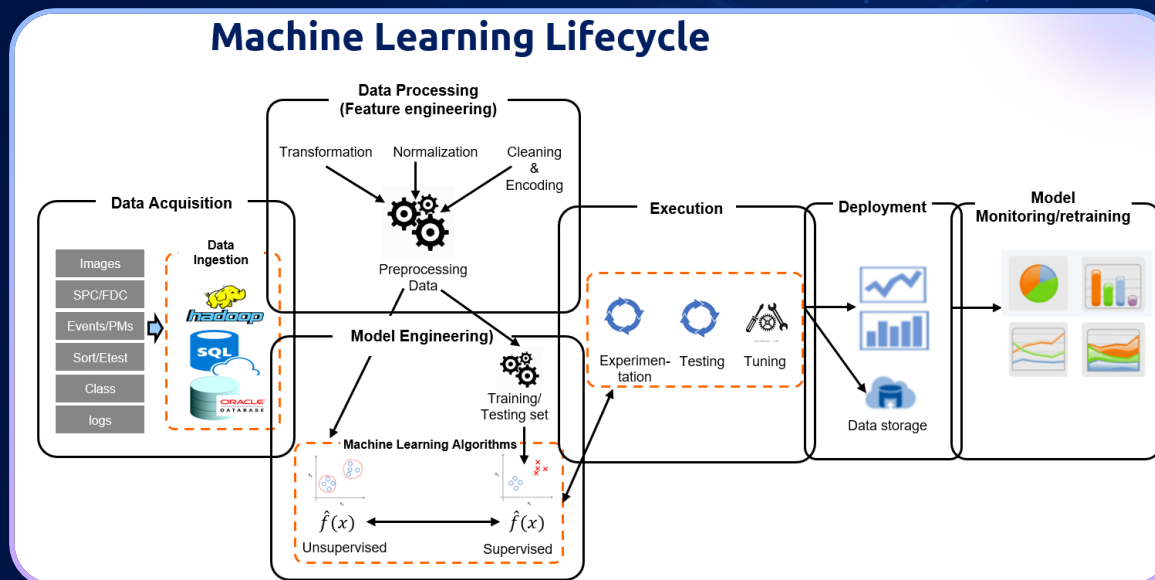 Machine Learning Lifecycle
Data Processing
(Feature engineering)
Transformation
Normalization
Cleaning
&
Encoding
Preprocessing
Data
Data Acquisition
Images
SPC/FDC
Events/PMs
Sort/Etest
Class
logs
Data
Ingestion
hadoop
SQL
ORACLE
DATABASE
Model Engineering)
Training/
Testing set
Machine Learning Algorithms
f̂(x)
Unsupervised
f̂(x)
Supervised
Execution
Experimen-
tation
Testing
Tuning
Deployment
Data storage
Model
Monitoring/retraining